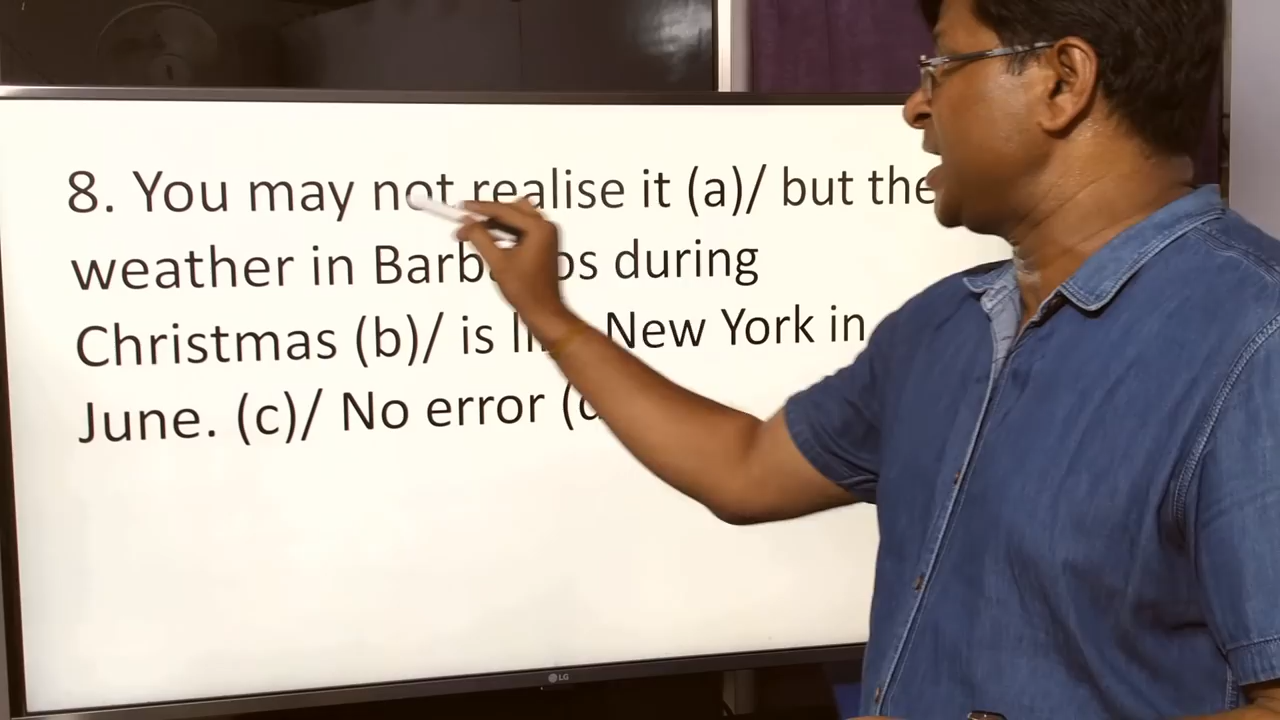 8. You may not realise it (a)/ but the
weather in during
Christmas (b)/ is New York in
June. (c)/ No error
LG